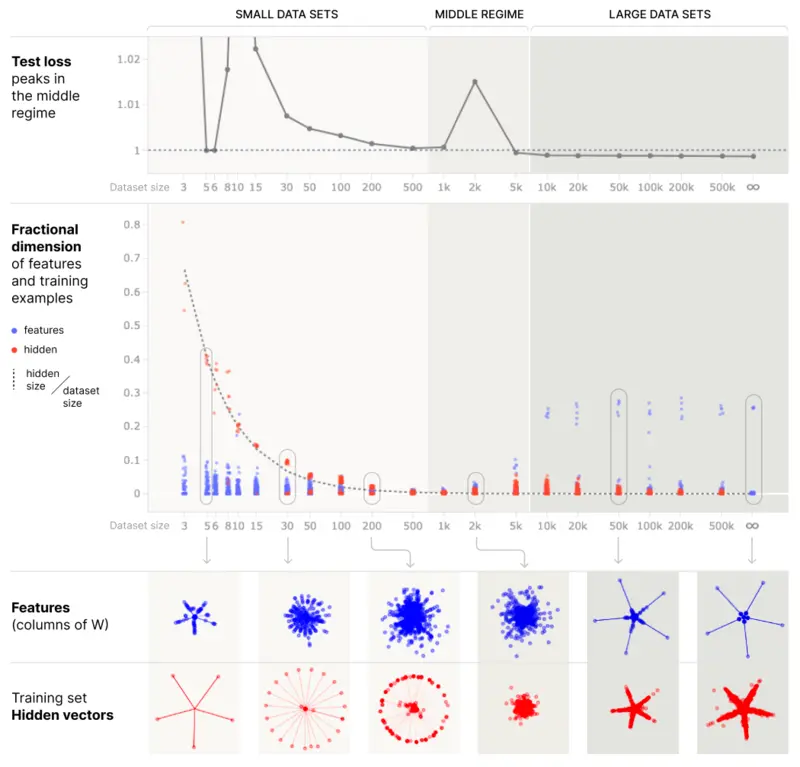 SMALL DATA SETS MIDDLE REGIME LARGE DATA SETS
Test loss
peaks in
the middle
regime
1.02
1.01
1
Dataset size 3 5 6 8 10 15 30 50 100 200 500 1k 2k 5k 10k 20k 50k 100k 200k 500k ∞
Fractional
dimension
of features
and training
examples
features
hidden
hidden
size
dataset
size
0.8
0.7
0.6
0.5
0.4
0.3
0.2
0.1
0
Dataset size 3 5 6 8 10 15 30 50 100 200 500 1k 2k 5k 10k 20k 50k 100k 200k 500k ∞
Features
(columns of W)
Training set
Hidden vectors